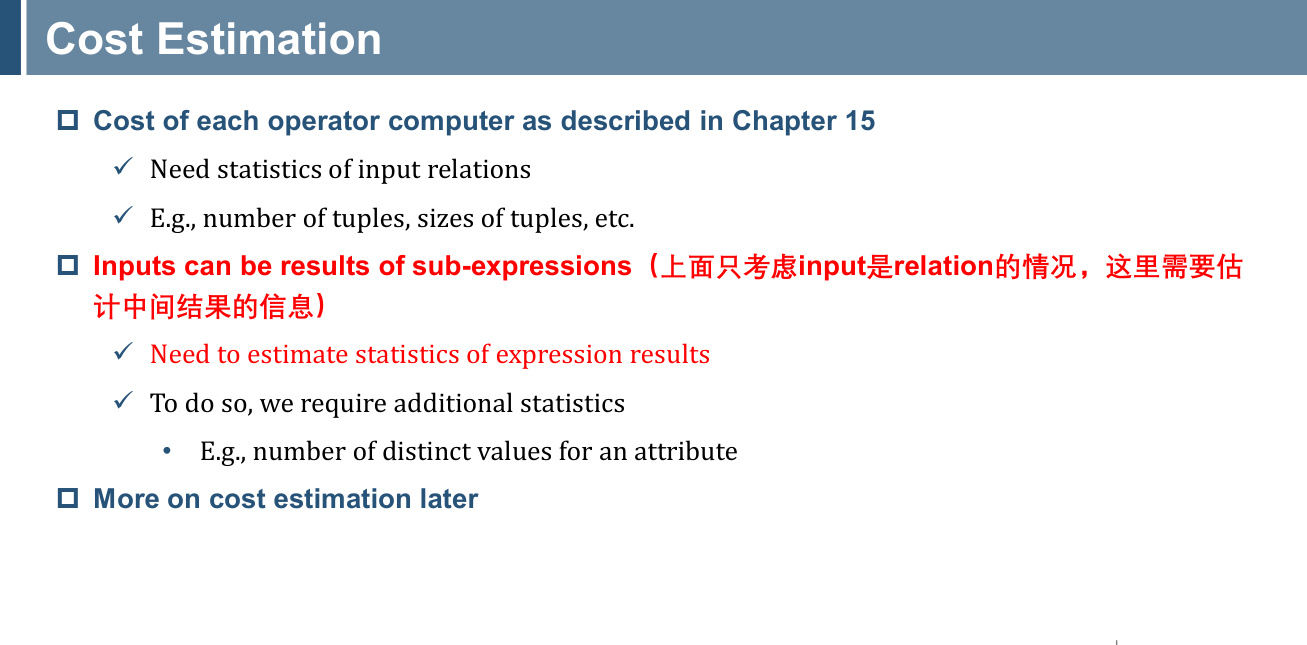 Cost Estimation
Cost of each operator computer as described in Chapter 15
Need statistics of input relations
E.g., number of tuples, sizes of tuples, etc.
Inputs can be results of sub-expressions（上面只考虑input是relation的情况，这里需要估
计中间结果的信息）
Need to estimate statistics of expression results
To do so, we require additional statistics
E.g., number of distinct values for an attribute
More on cost estimation later